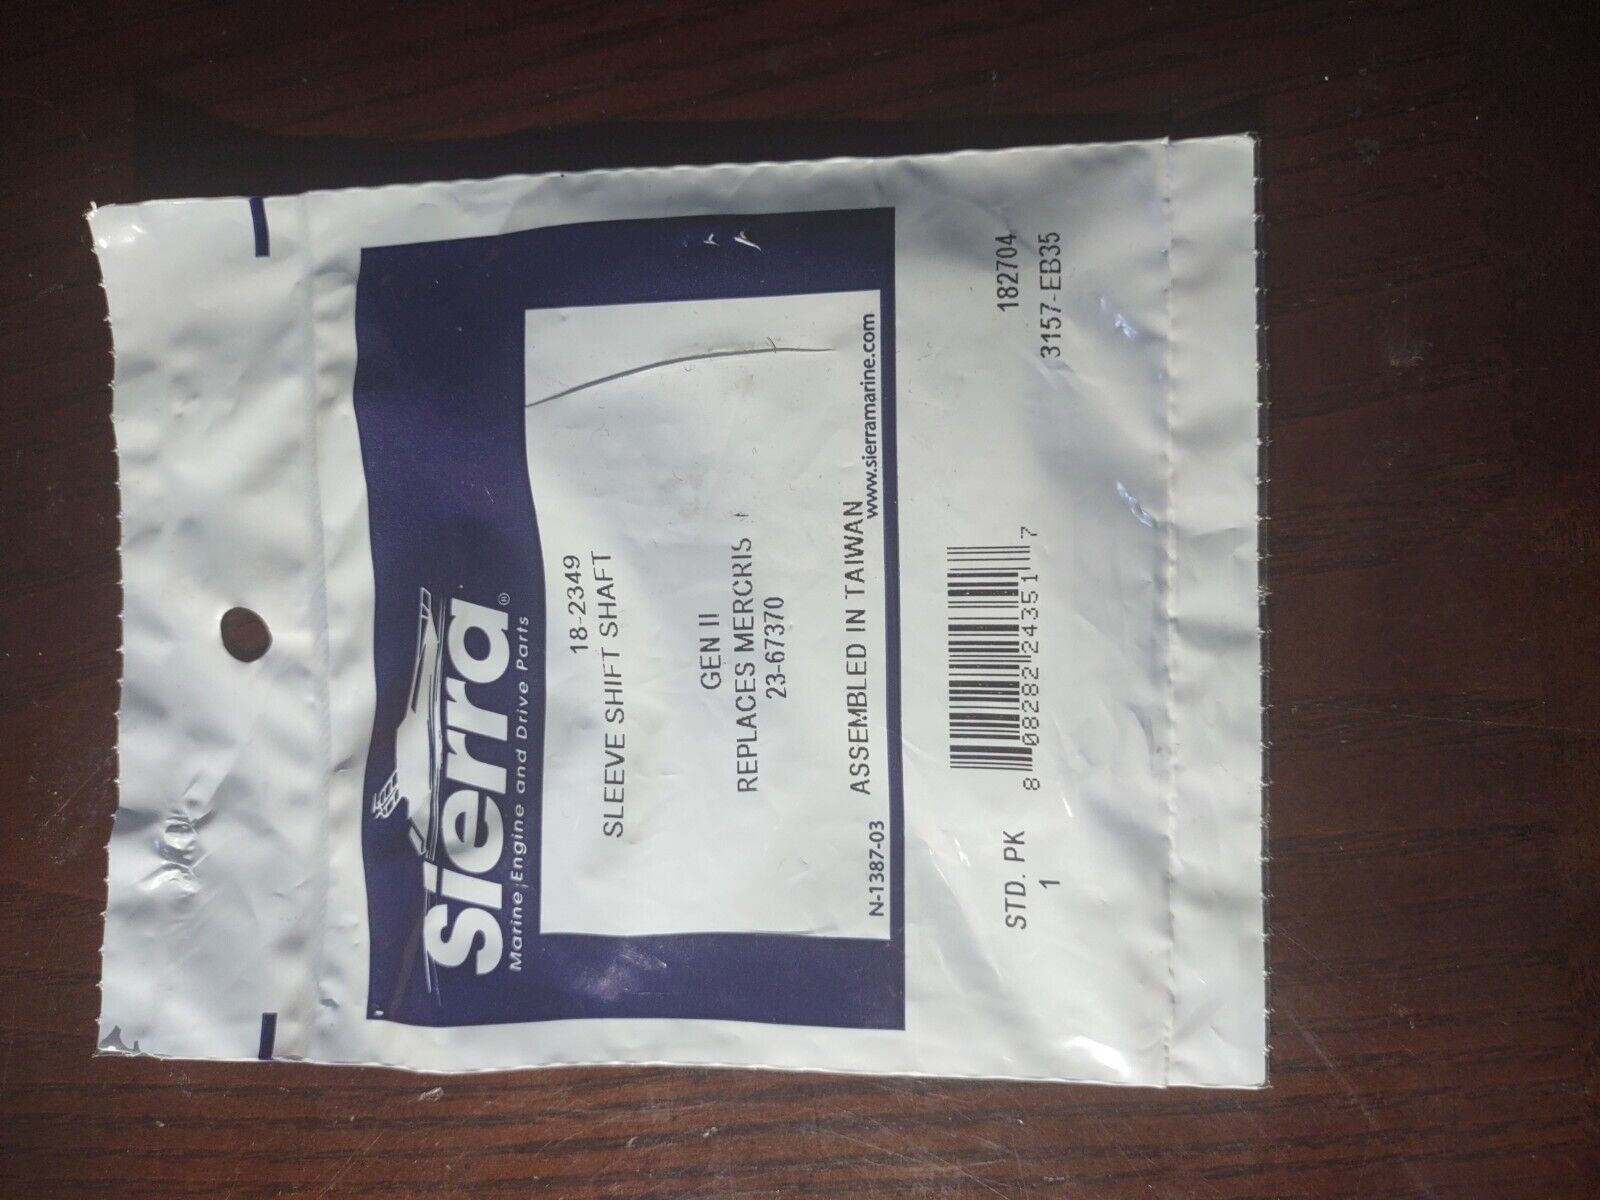 Sierra®
Marine Engine and Drive Parts
18-2349
SLEEVE SHIFT SHAFT
GEN II
REPLACES MERCRIS
23-67370
ASSEMBLED IN TAIWAN
N-1387-03
www.sierramarine.com
STD. PK
1
8 08282 24351 7
182704
3157-EB35